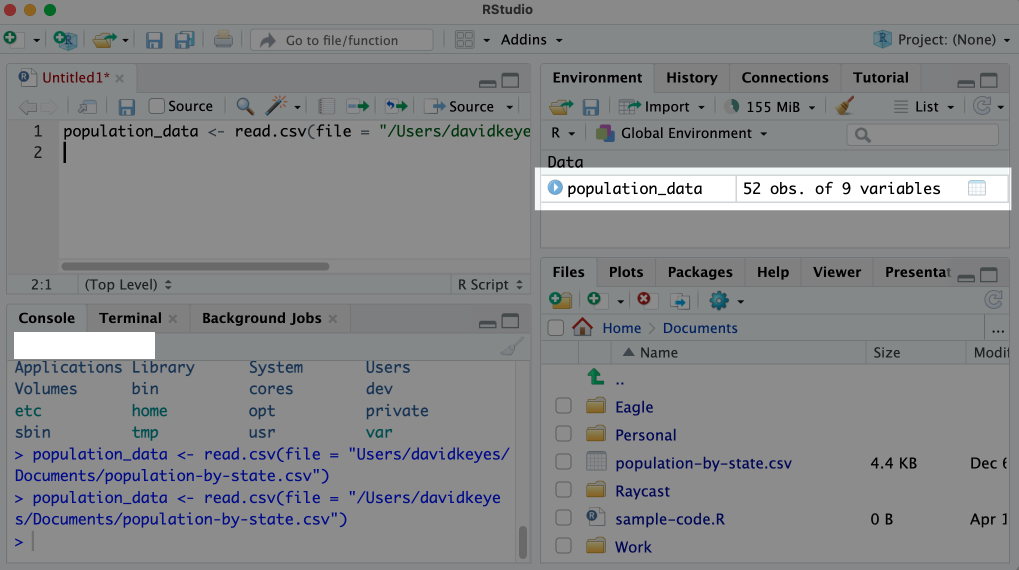 RStudio
Go to file/function
Addins
Project: (None)
Untitled1*
Source
Source
1 population_data <- read.csv(file = "/Users/davidkeye
2
2:1 (Top Level) R Script
Console Terminal Background Jobs
Applications Library System Users
Volumes bin cores dev
etc home opt private
sbin tmp usr var
> population_data <- read.csv(file = "Users/davidkeyes/
Documents/population-by-state.csv")
> population_data <- read.csv(file = "/Users/davidkeye
s/Documents/population-by-state.csv")
>
Environment History Connections Tutorial
Import 155 MiB List
R Global Environment
Data
population_data 52 obs. of 9 variables
Files Plots Packages Help Viewer Presentat
Home Documents ...
Name Size Modif
..
Eagle
Personal
population-by-state.csv 4.4 KB Dec 6
Raycast
sample-code.R 0 B Apr 1
Work